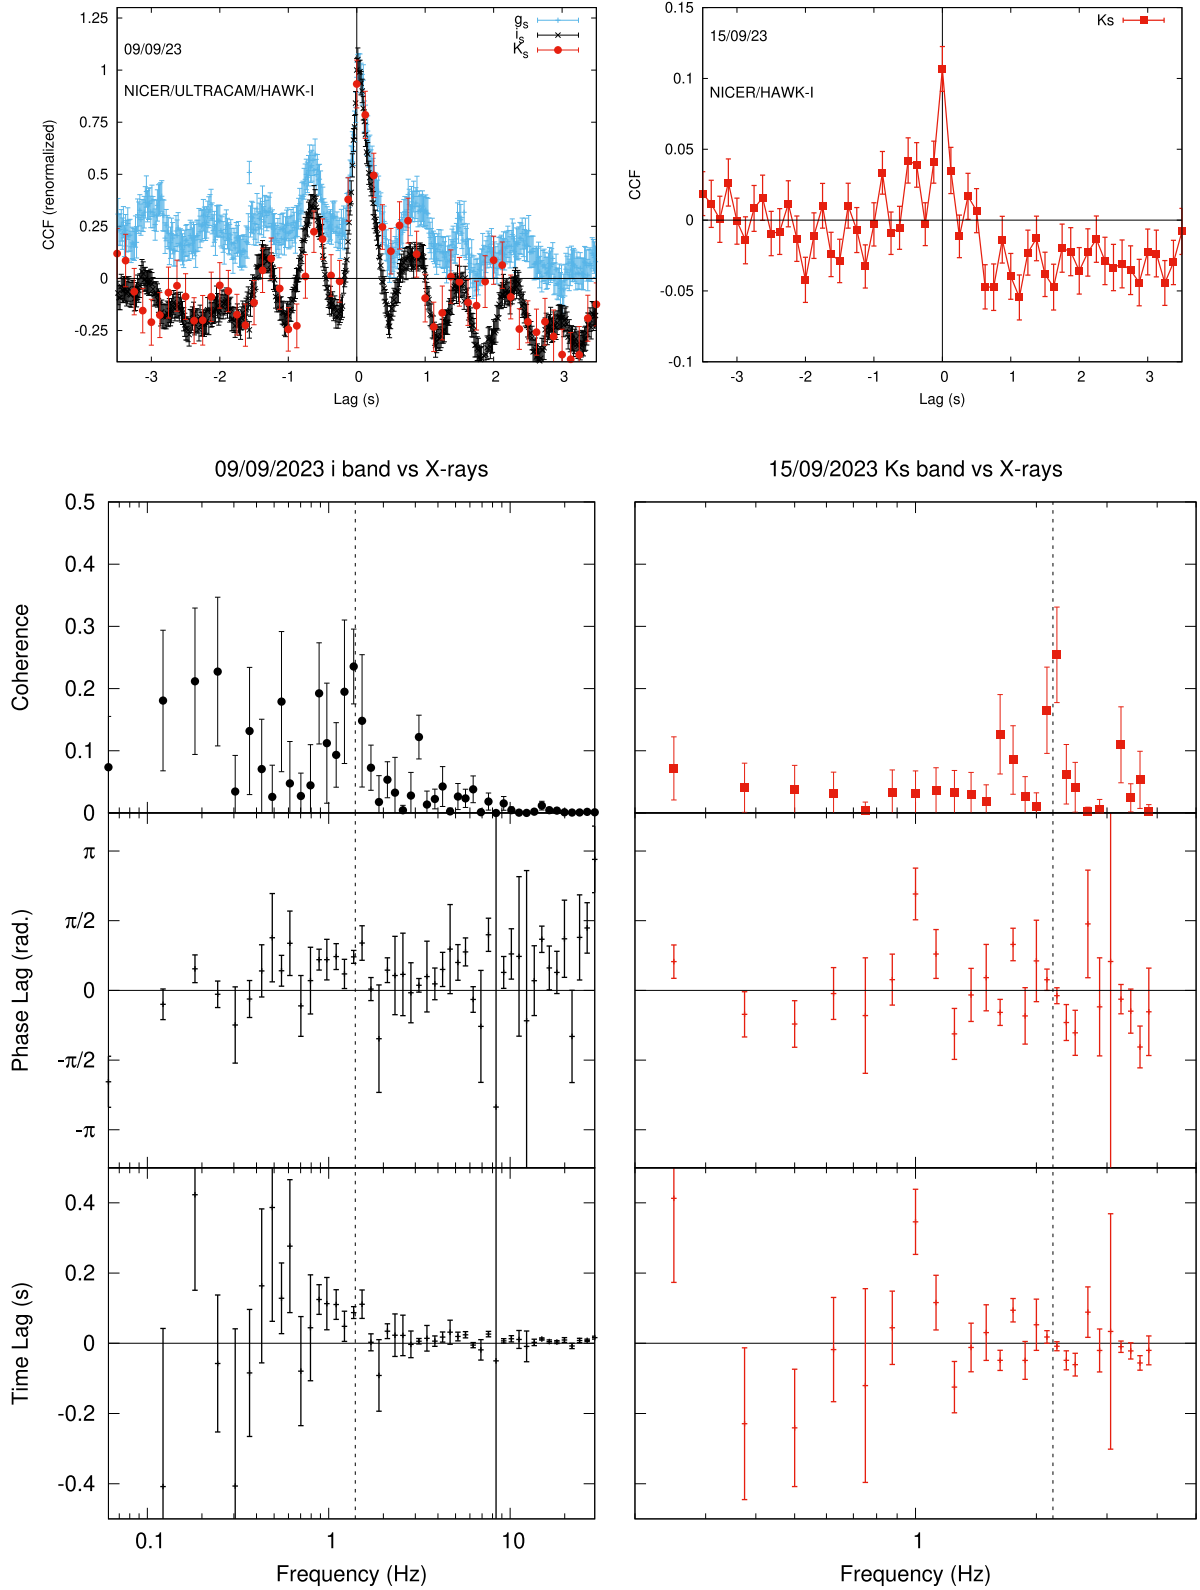 1.25
1
0.75
0.5
0.25
0
-0.25
CCF (renormalized)
09/09/23
NICER/ULTRACAM/HAWK-I
gs
is
Ks
-3
-2
-1
0
1
2
3
Lag (s)
0.15
0.1
0.05
0
-0.05
-0.1
CCF
15/09/23
NICER/HAWK-I
Ks
-3
-2
-1
0
1
2
3
Lag (s)
09/09/2023 i band vs X-rays
15/09/2023 Ks band vs X-rays
0.5
0.4
0.3
0.2
0.1
0
Coherence
π
π/2
0
-π/2
-π
Phase Lag (rad.)
0.4
0.2
0
-0.2
-0.4
Time Lag (s)
0.1
1
10
Frequency (Hz)
1
Frequency (Hz)